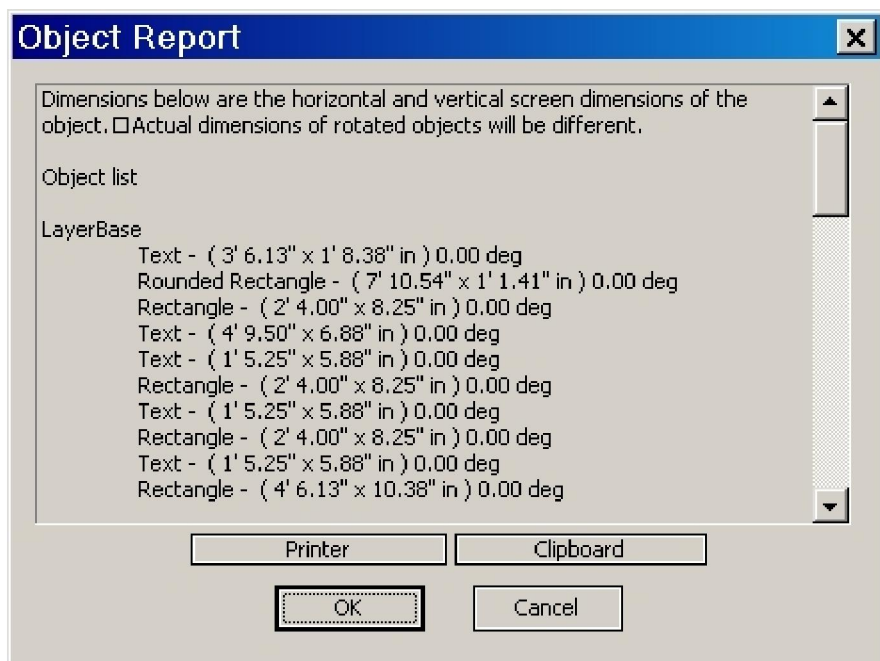 Object Report
Dimensions below are the horizontal and vertical screen dimensions of the
object.□Actual dimensions of rotated objects will be different.
Object list
LayerBase
Text - ( 3' 6.13" x 1' 8.38" in ) 0.00 deg
Rounded Rectangle - ( 7' 10.54" x 1' 1.41" in ) 0.00 deg
Rectangle - ( 2' 4.00" x 8.25" in ) 0.00 deg
Text - ( 4' 9.50" x 6.88" in ) 0.00 deg
Text - ( 1' 5.25" x 5.88" in ) 0.00 deg
Rectangle - ( 2' 4.00" x 8.25" in ) 0.00 deg
Text - ( 1' 5.25" x 5.88" in ) 0.00 deg
Rectangle - ( 2' 4.00" x 8.25" in ) 0.00 deg
Text - ( 1' 5.25" x 5.88" in ) 0.00 deg
Rectangle - ( 4' 6.13" x 10.38" in ) 0.00 deg
Printer Clipboard
OK Cancel